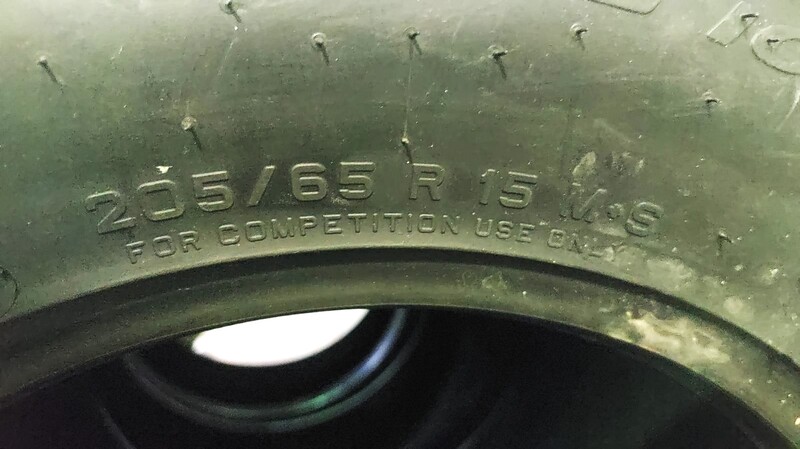 205/65 R 15 M+S
FOR COMPETITION USE ONLY